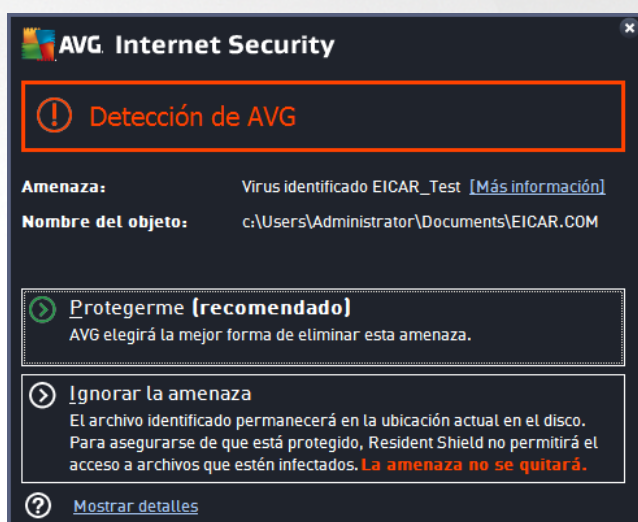 AVG. Internet Security
Detección de AVG
Amenaza: Virus identificado EICAR_Test [Más información]
Nombre del objeto: c:\Users\Administrator\Documents\EICAR.COM
Protegerme (recomendado)
AVG elegirá la mejor forma de eliminar esta amenaza.
Ignorar la amenaza
El archivo identificado permanecerá en la ubicación actual en el disco.
Para asegurarse de que está protegido, Resident Shield no permitirá el
acceso a archivos que estén infectados. La amenaza no se quitará.
Mostrar detalles